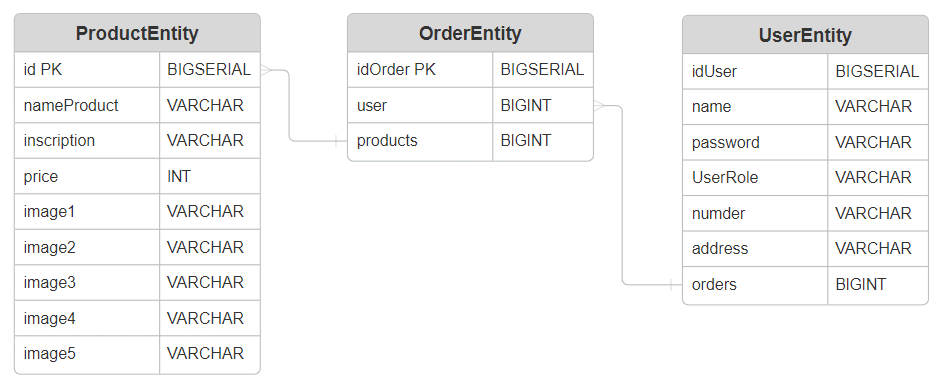 ProductEntity
id PK BIGSERIAL
nameProduct VARCHAR
inscription VARCHAR
price INT
image1 VARCHAR
image2 VARCHAR
image3 VARCHAR
image4 VARCHAR
image5 VARCHAR
OrderEntity
idOrder PK BIGSERIAL
user BIGINT
products BIGINT
UserEntity
idUser BIGSERIAL
name VARCHAR
password VARCHAR
UserRole VARCHAR
numder VARCHAR
address VARCHAR
orders BIGINT